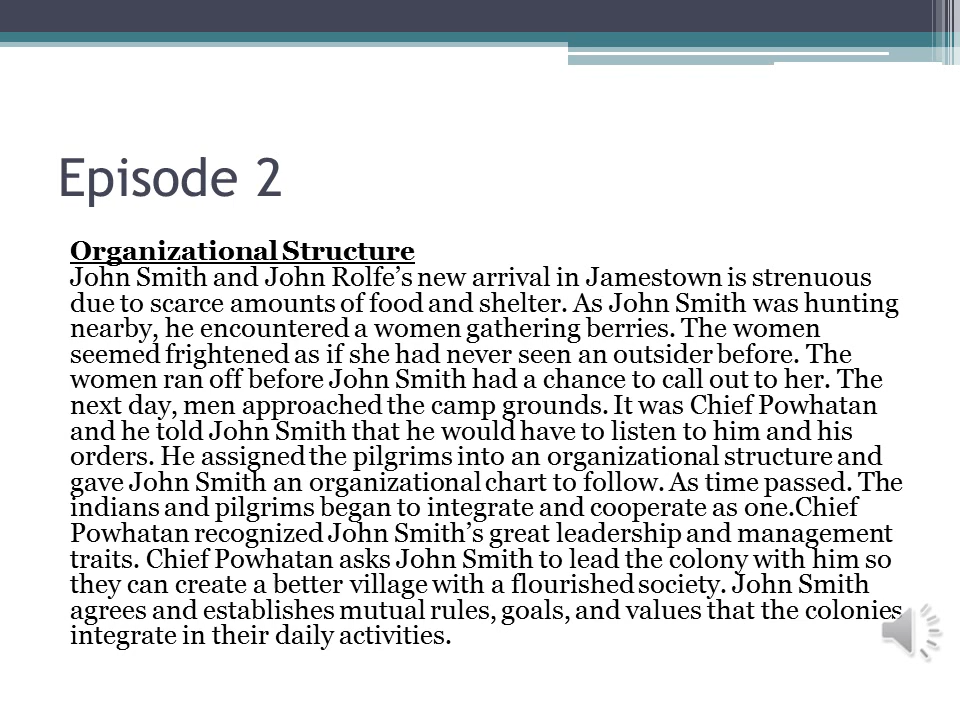 Episode 2
Organizational Structure
John Smith and John Rolfe’s new arrival in Jamestown is strenuous
due to scarce amounts of food and shelter. As John Smith was hunting
nearby, he encountered a women gathering berries. The women
seemed frightened as if she had never seen an outsider before. The
women ran off before John Smith had a chance to call out to her. The
next day, men approached the camp grounds. It was Chief Powhatan
and he told John Smith that he would have to listen to him and his
orders. He assigned the pilgrims into an organizational structure and
gave John Smith an organizational chart to follow. As time passed. The
indians and pilgrims began to integrate and cooperate as one.Chief
Powhatan recognized John Smith’s great leadership and management
traits. Chief Powhatan asks John Smith to lead the colony with him so
they can create a better village with a flourished society. John Smith
agrees and establishes mutual rules, goals, and values that the colonies
integrate in their daily activities.